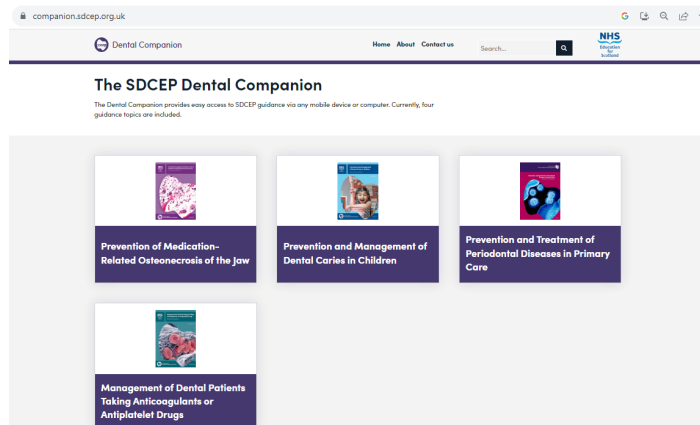 companion.sdcep.org.uk
Dental Companion
Home About Contact us
Search...
NHS
Education
for
Scotland
The SDCEP Dental Companion
The Dental Companion provides easy access to SDCEP guidance via any mobile device or computer. Currently, four
guidance topics are included.
Prevention of Medication-
Related Osteonecrosis of the Jaw
Prevention and Management of
Dental Caries in Children
Prevention and Treatment of
Periodontal Diseases in Primary
Care
Management of Dental Patients
Taking Anticoagulants or
Antiplatelet Drugs